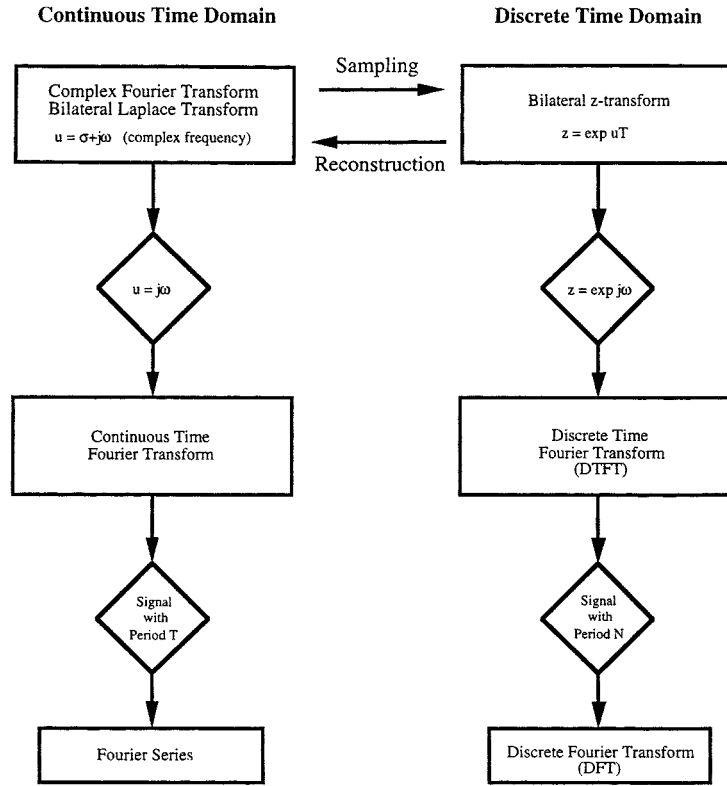 Continuous Time Domain
Discrete Time Domain
Complex Fourier Transform
Bilateral Laplace Transform
u = σ+jω (complex frequency)
Sampling
Reconstruction
Bilateral z-transform
z = exp uT
u = jω
z = exp jω
Continuous Time
Fourier Transform
Discrete Time
Fourier Transform
(DTFT)
Signal
with
Period T
Signal
with
Period N
Fourier Series
Discrete Fourier Transform
(DFT)